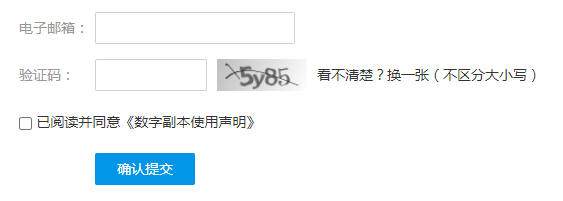 电子邮箱：
验证码： 5y85 看不清楚？换一张（不区分大小写）
已阅读并同意《数字副本使用声明》
确认提交